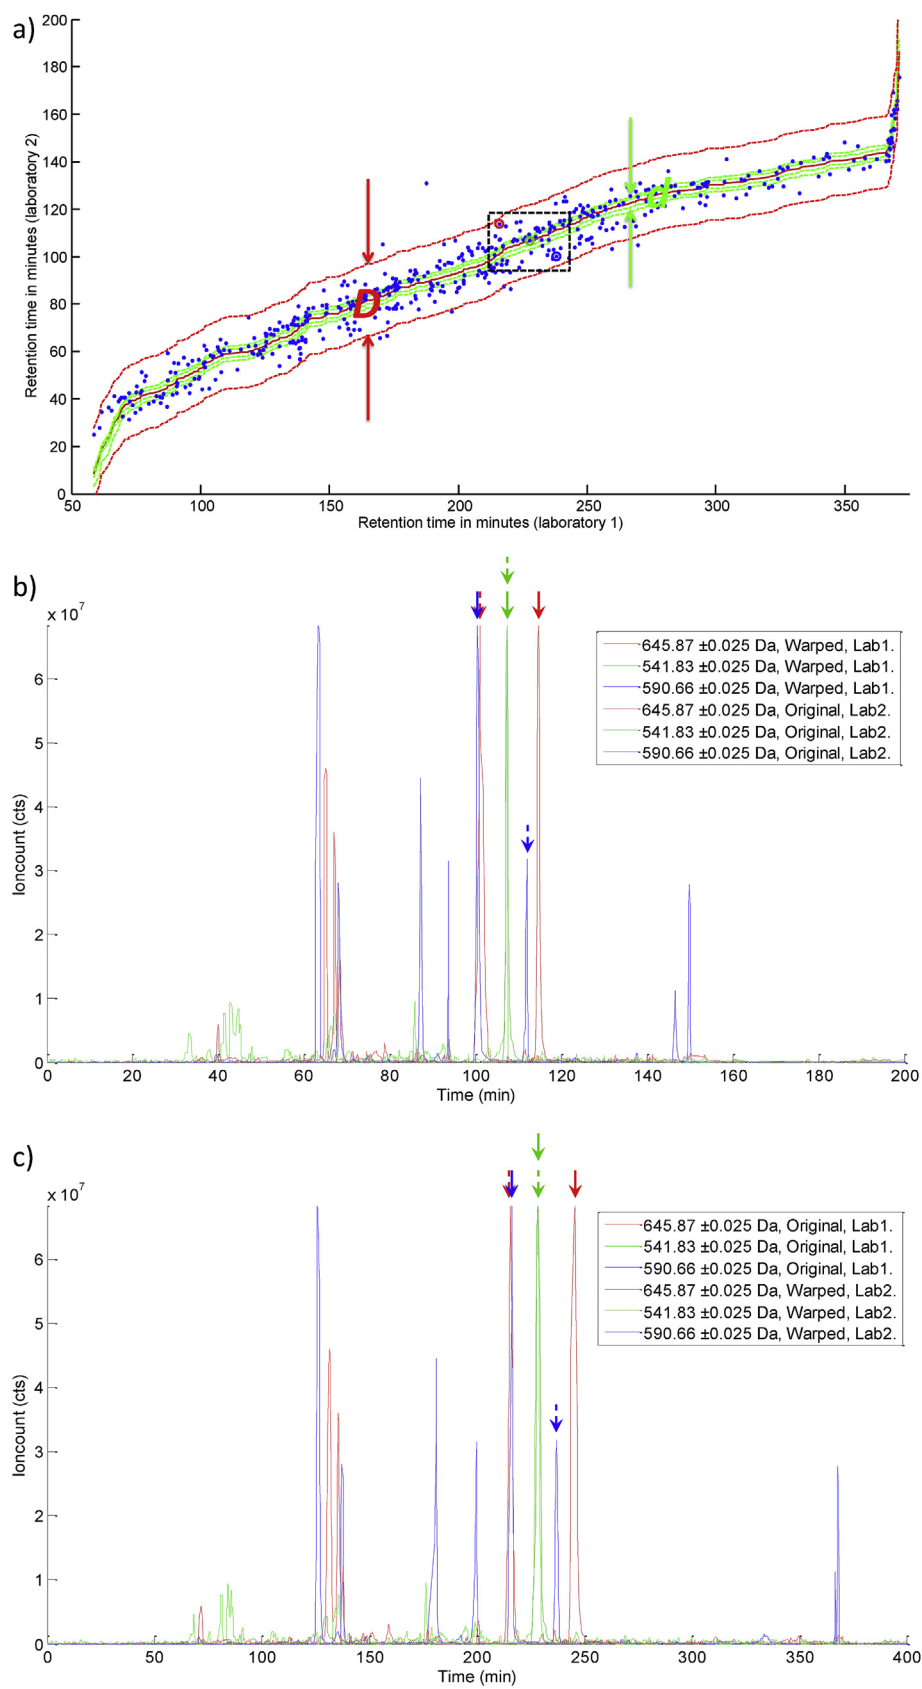 a)
200
180
160
140
120
100
80
60
40
20
0
Retention time in minutes (laboratory 2)
D
d
50
100
150
200
250
300
350
Retention time in minutes (laboratory 1)
b)
x 10^7
6
5
4
3
2
1
0
Ioncount (cts)
645.87 ±0.025 Da, Warped, Lab1.
541.83 ±0.025 Da, Warped, Lab1.
590.66 ±0.025 Da, Warped, Lab1.
645.87 ±0.025 Da, Original, Lab2.
541.83 ±0.025 Da, Original, Lab2.
590.66 ±0.025 Da, Original, Lab2.
0
20
40
60
80
100
120
140
160
180
200
Time (min)
c)
x 10^7
6
5
4
3
2
1
0
Ioncount (cts)
645.87 ±0.025 Da, Original, Lab1.
541.83 ±0.025 Da, Original, Lab1.
590.66 ±0.025 Da, Original, Lab1.
645.87 ±0.025 Da, Warped, Lab2.
541.83 ±0.025 Da, Warped, Lab2.
590.66 ±0.025 Da, Warped, Lab2.
0
50
100
150
200
250
300
350
400
Time (min)